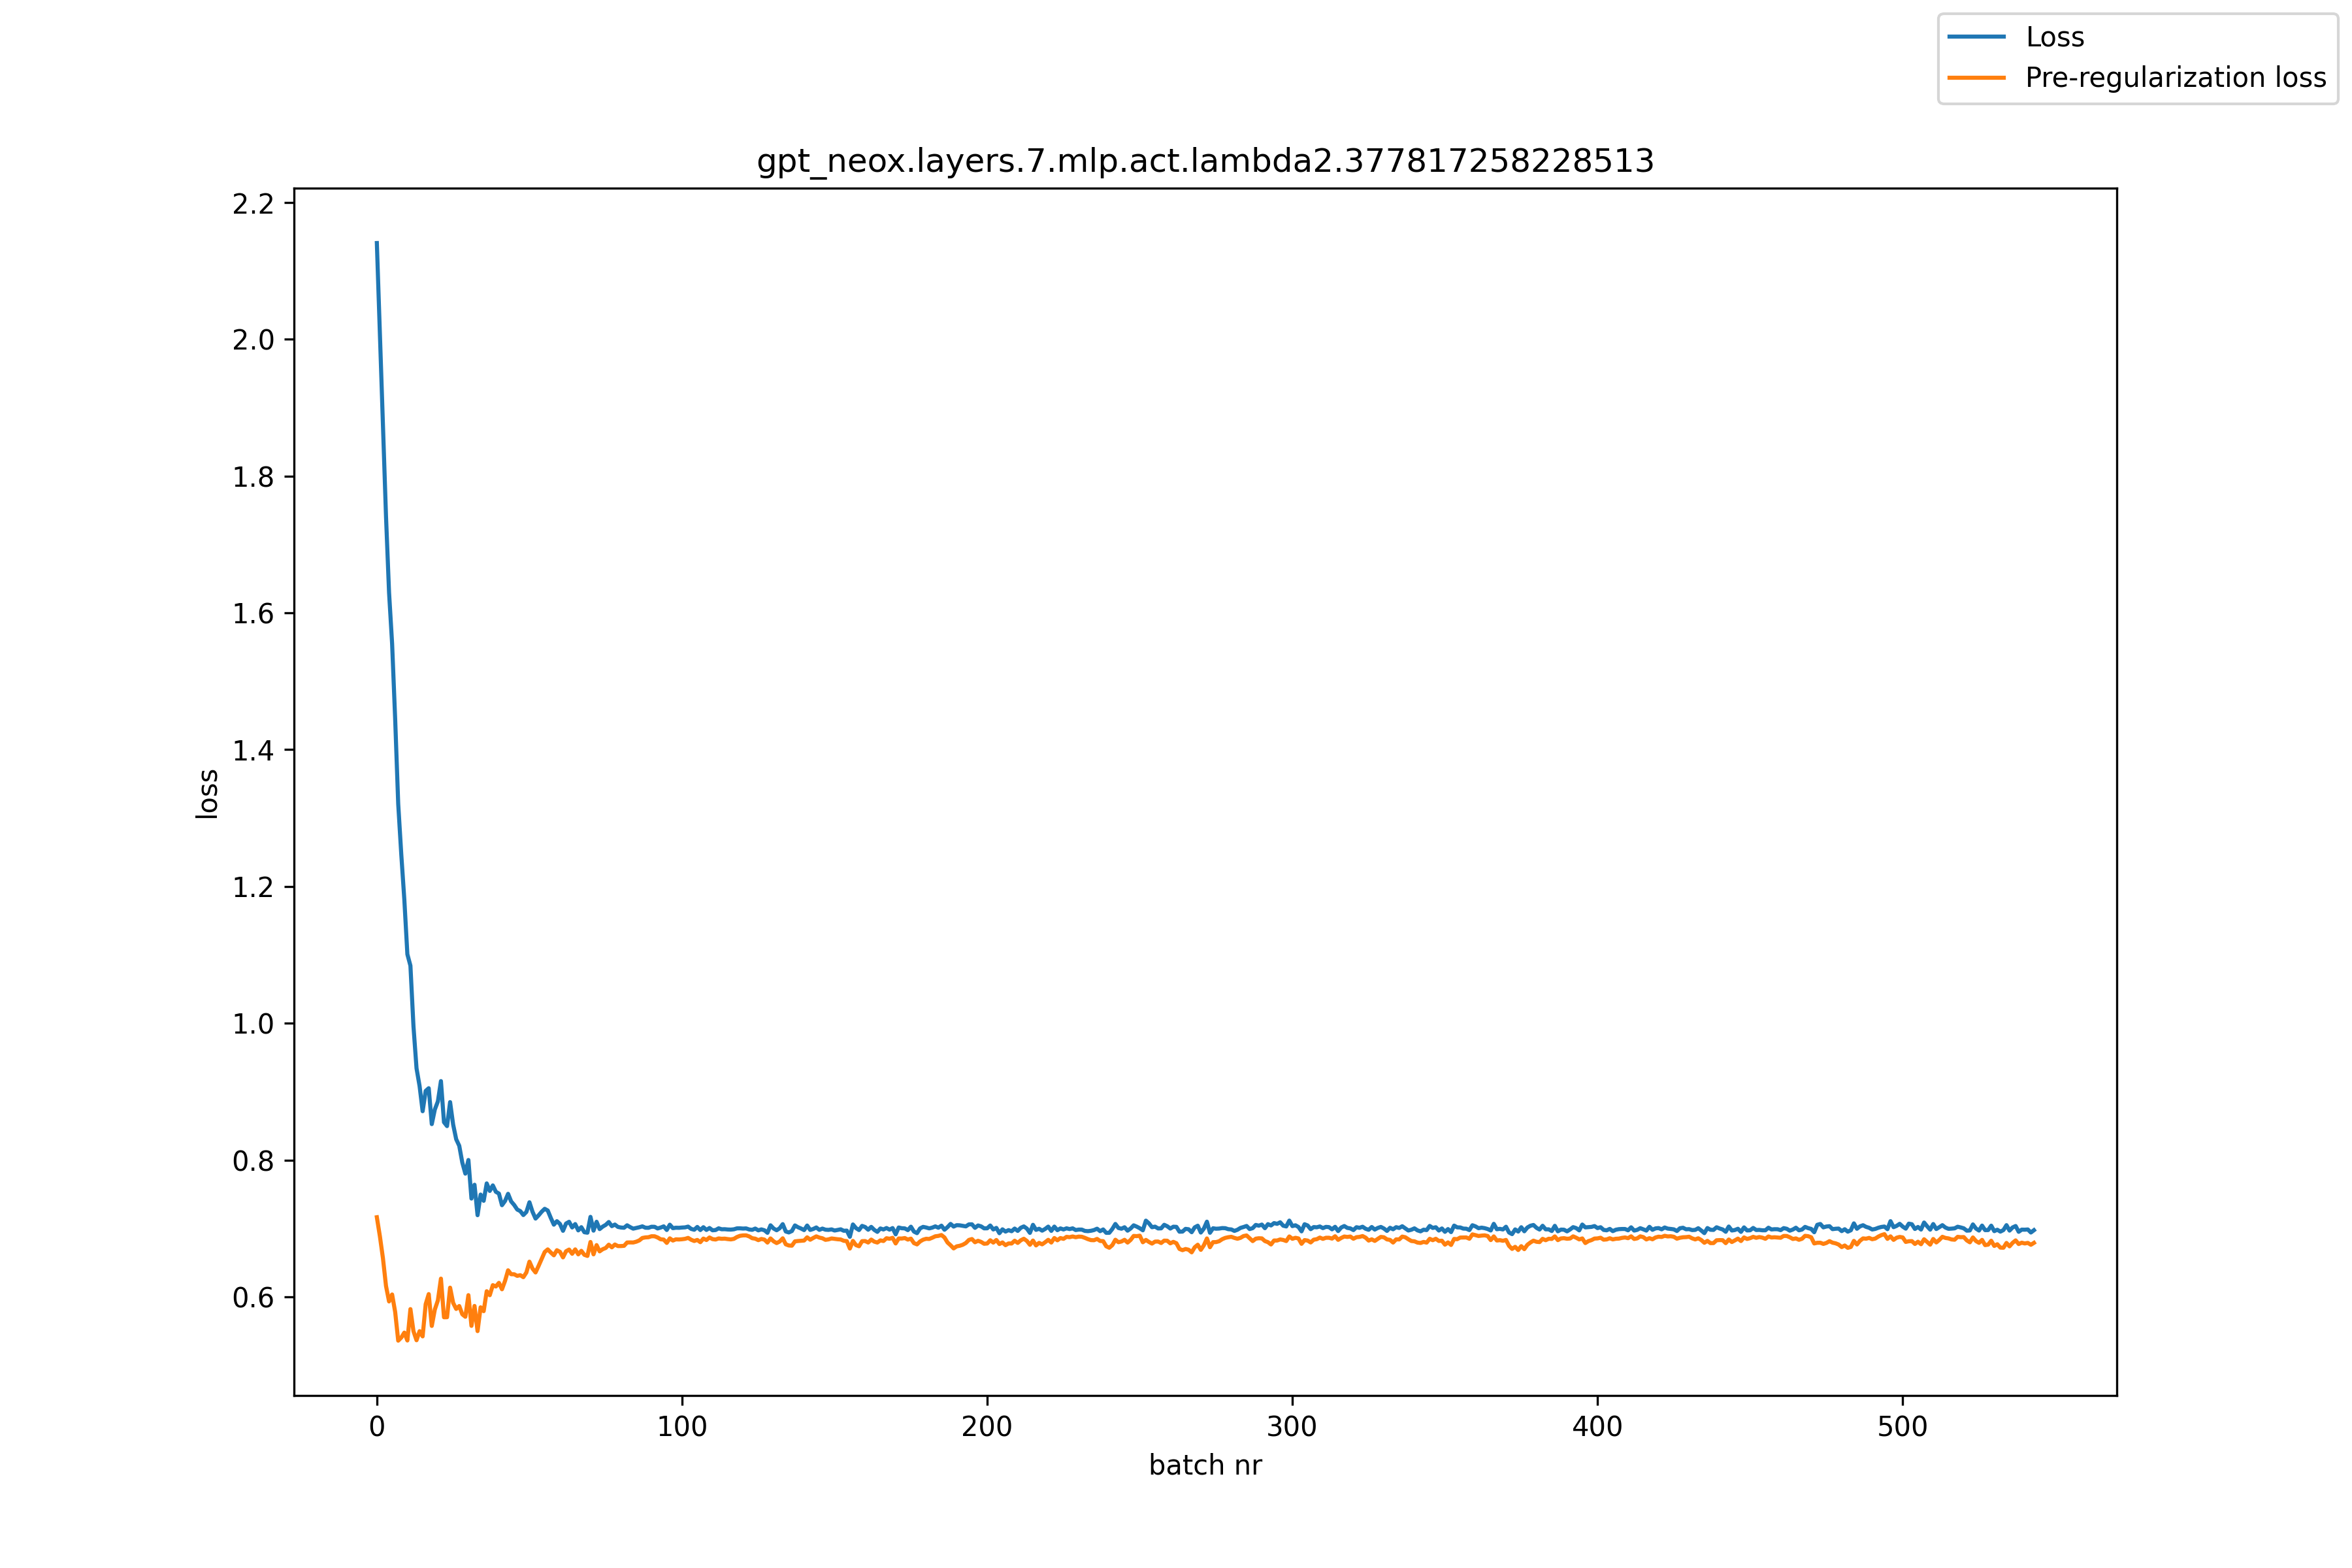 Loss
Pre-regularization loss
gpt_neox.layers.7.mlp.act.lambda2.377817258228513
2.2
2.0
1.8
1.6
1.4
1.2
1.0
0.8
0.6
loss
0 100 200 300 400 500
batch nr